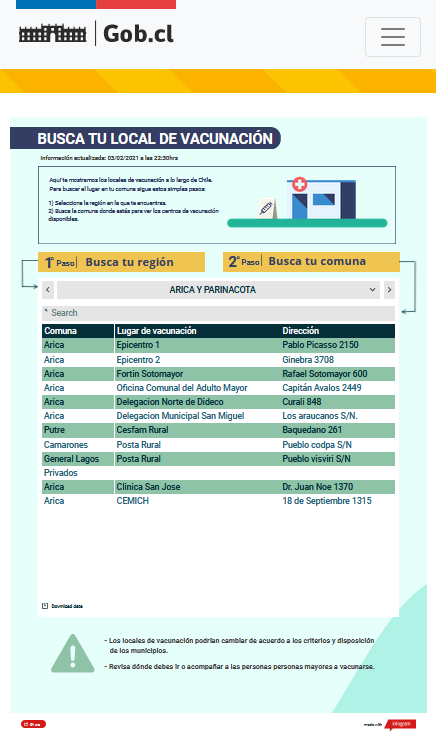 Gob.cl
BUSCA TU LOCAL DE VACUNACIÓN
Información actualizada: 03/02/2021 a las 22:30hrs
Aquí te mostramos los locales de vacunación a lo largo de Chile.
Para buscar el lugar en tu comuna sigue estos simples pasos:
1) Selecciona la región en la que te encuentras.
2) Busca la comuna donde estás para ver los centros de vacunación
disponibles.
1° Paso Busca tu región
2° Paso Busca tu comuna
ARICA Y PARINACOTA
Search
Comuna Lugar de vacunación Dirección
Arica Epicentro 1 Pablo Picasso 2150
Arica Epicentro 2 Ginebra 3708
Arica Fortin Sotomayor Rafael Sotomayor 600
Arica Oficina Comunal del Adulto Mayor Capitán Avalos 2449
Arica Delegacion Norte de Dideco Curali 848
Arica Delegacion Municipal San Miguel Los araucanos S/N.
Putre Cesfam Rural Baquedano 261
Camarones Posta Rural Pueblo codpa S/N
General Lagos Posta Rural Pueblo visviri S/N
Privados
Arica Clinica San Jose Dr. Juan Noe 1370
Arica CEMICH 18 de Septiembre 1315
Download data
- Los locales de vacunación podrían cambiar de acuerdo a los criterios y disposición
de los municipios.
- Revisa dónde debes ir o acompañar a las personas personas mayores a vacunarse.
made with infogram